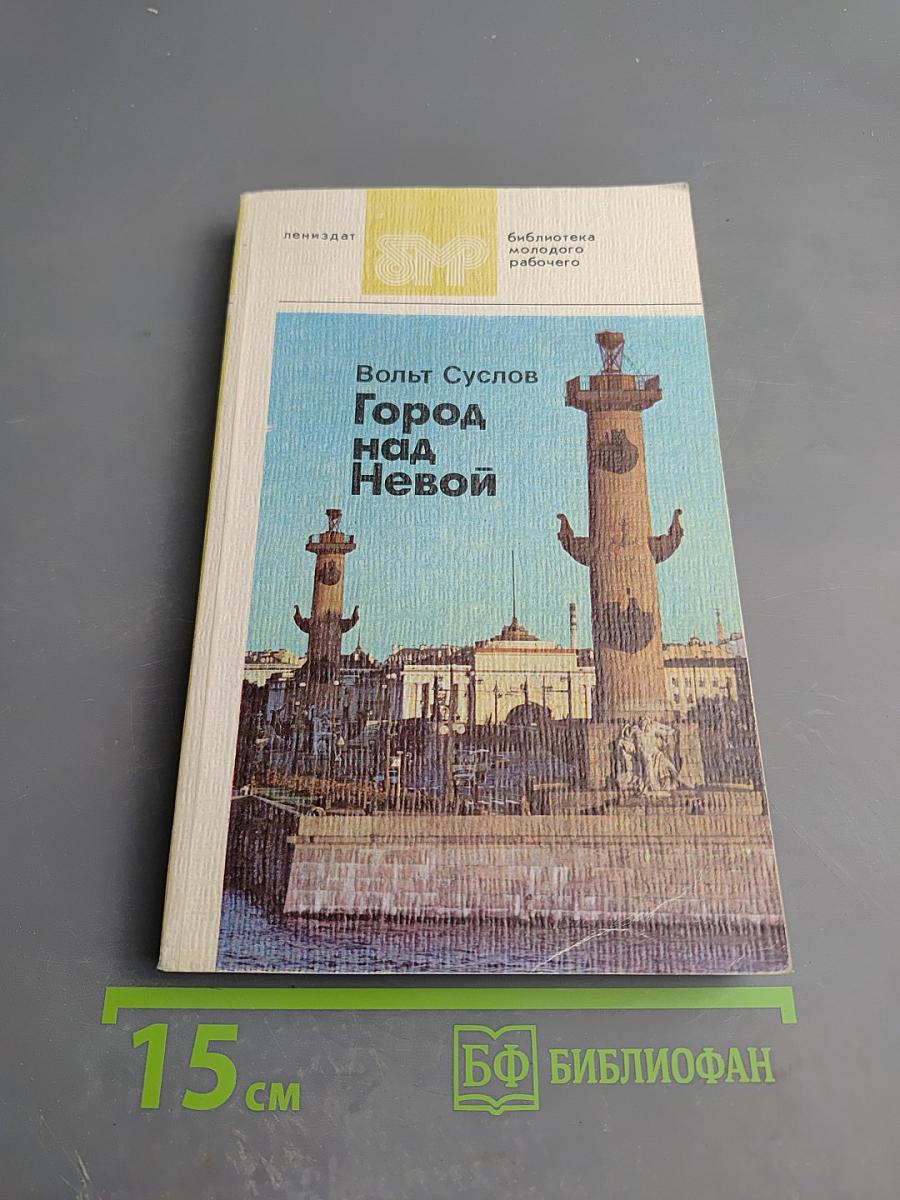 лениздат
БМР
библиотека
молодого
рабочего
Вольт Суслов
Город
над
Невой
15 см
БФ БИБЛИОФАН